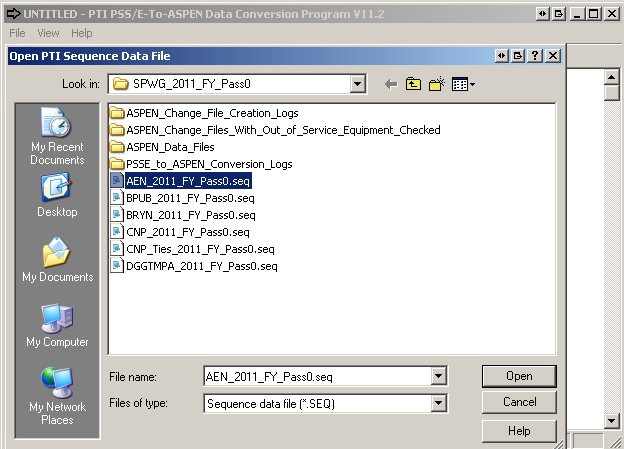 UNTITLED - PTI PSS/E-To-ASPEN Data Conversion Program V11.2
File View Help
Open PTI Sequence Data File
Look in: SPWG_2011_FY_Pass0
My Recent
Documents
Desktop
My Documents
My Computer
My Network
Places
ASPEN_Change_File_Creation_Logs
ASPEN_Change_Files_With_Out_of_Service_Equipment_Checked
ASPEN_Data_Files
PSSE_to_ASPEN_Conversion_Logs
AEN_2011_FY_Pass0.seq
BPUB_2011_FY_Pass0.seq
BRYN_2011_FY_Pass0.seq
CNP_2011_FY_Pass0.seq
CNP_Ties_2011_FY_Pass0.seq
DGGTMPA_2011_FY_Pass0.seq
File name: AEN_2011_FY_Pass0.seq Open
Files of type: Sequence data file (*.SEQ) Cancel
Help